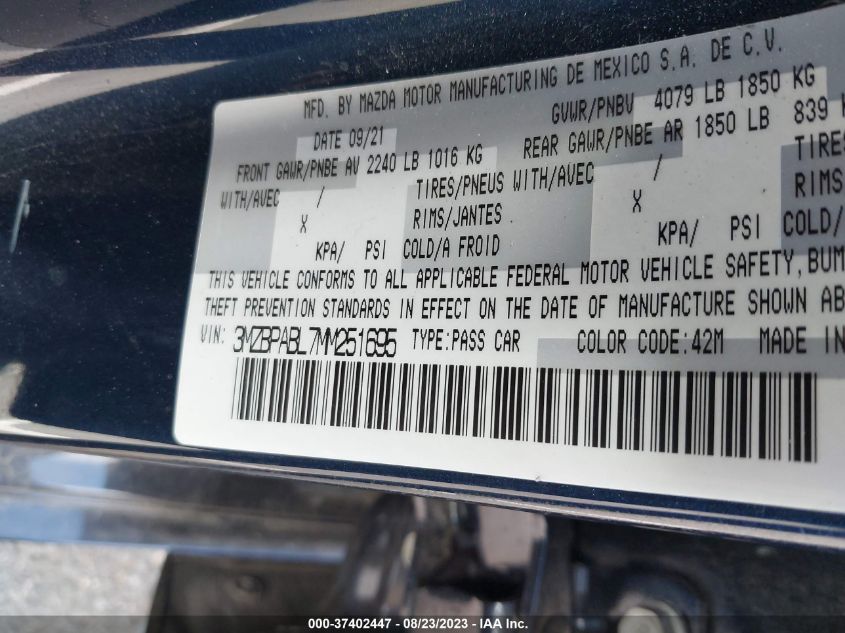 MFD. BY MAZDA MOTOR MANUFACTURING DE MEXICO S.A. DE C.V.
DATE 09/21 GVWR/PNBV 4079 LB 1850 KG
FRONT GAWR/PNBE AV 2240 LB 1016 KG REAR GAWR/PNBE AR 1850 LB 839
WITH/AVEC / TIRES/PNEUS WITH/AVEC / TIRE
X RIMS/JANTES X RIMS
KPA/ PSI COLD/A FROID KPA/ PSI COLD/
THIS VEHICLE CONFORMS TO ALL APPLICABLE FEDERAL MOTOR VEHICLE SAFETY, BUM
THEFT PREVENTION STANDARDS IN EFFECT ON THE DATE OF MANUFACTURE SHOWN AB
VIN: 3MZBPABL7MM251695 TYPE:PASS CAR COLOR CODE:42M MADE IN
000-37402447 - 08/23/2023 - IAA Inc.